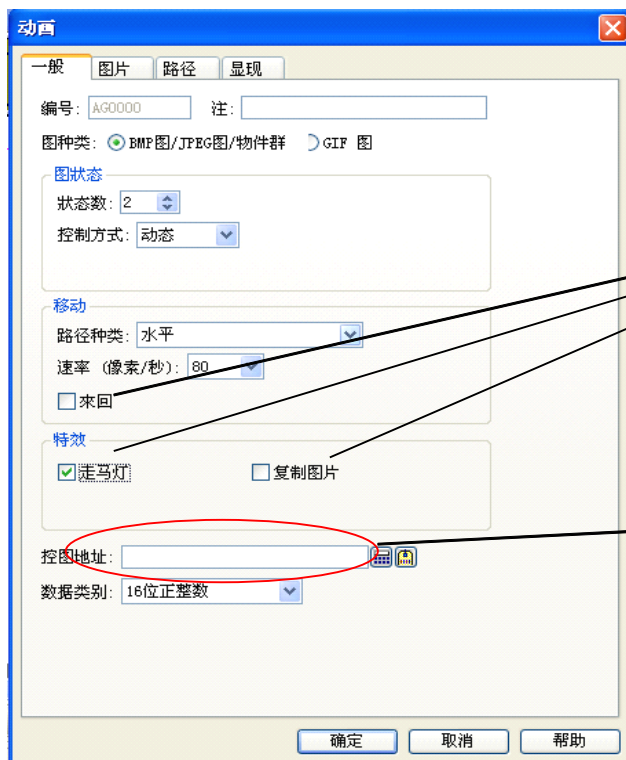 动画
一般 图片 路径 显现
编号: AG0000 注:
图种类: BMP图/JPEG图/物件群 GIF 图
图狀态
狀态数: 2
控制方式: 动态
移动
路径种类: 水平
速率 (像素/秒): 80
来回
特效
走马灯 复制图片
控图地址:
数据类别: 16位正整数
确定 取消 帮助